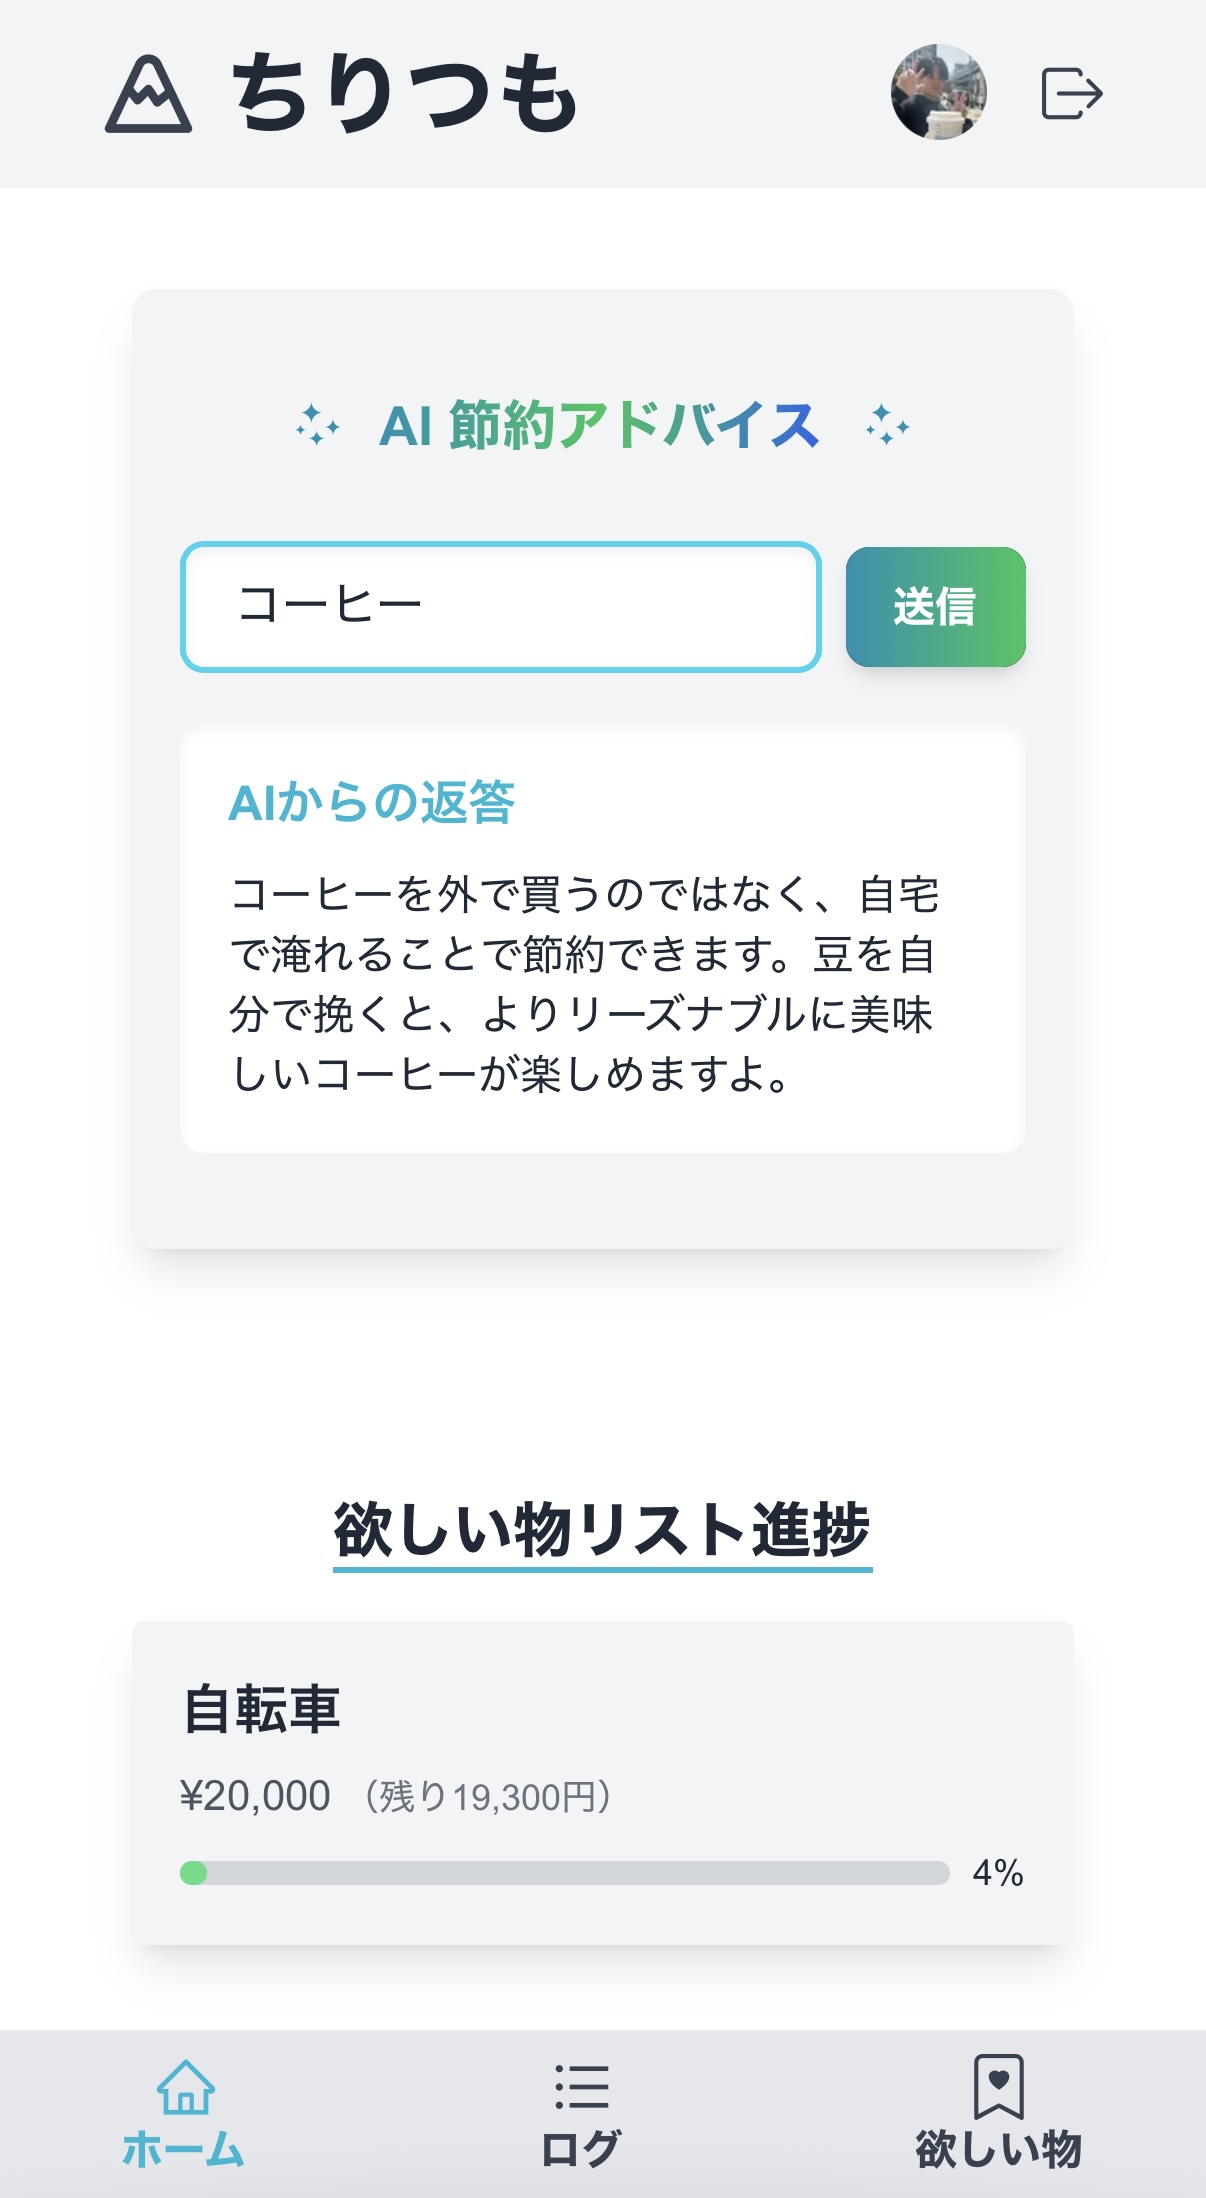 ちりつも
AI 節約アドバイス
コーヒー
送信
AIからの返答
コーヒーを外で買うのではなく、自宅
で淹れることで節約できます。豆を自
分で挽くと、よりリーズナブルに美味
しいコーヒーが楽しめますよ。
欲しい物リスト進捗
自転車
¥20,000 （残り19,300円）
4%
ホーム
ログ
欲しい物